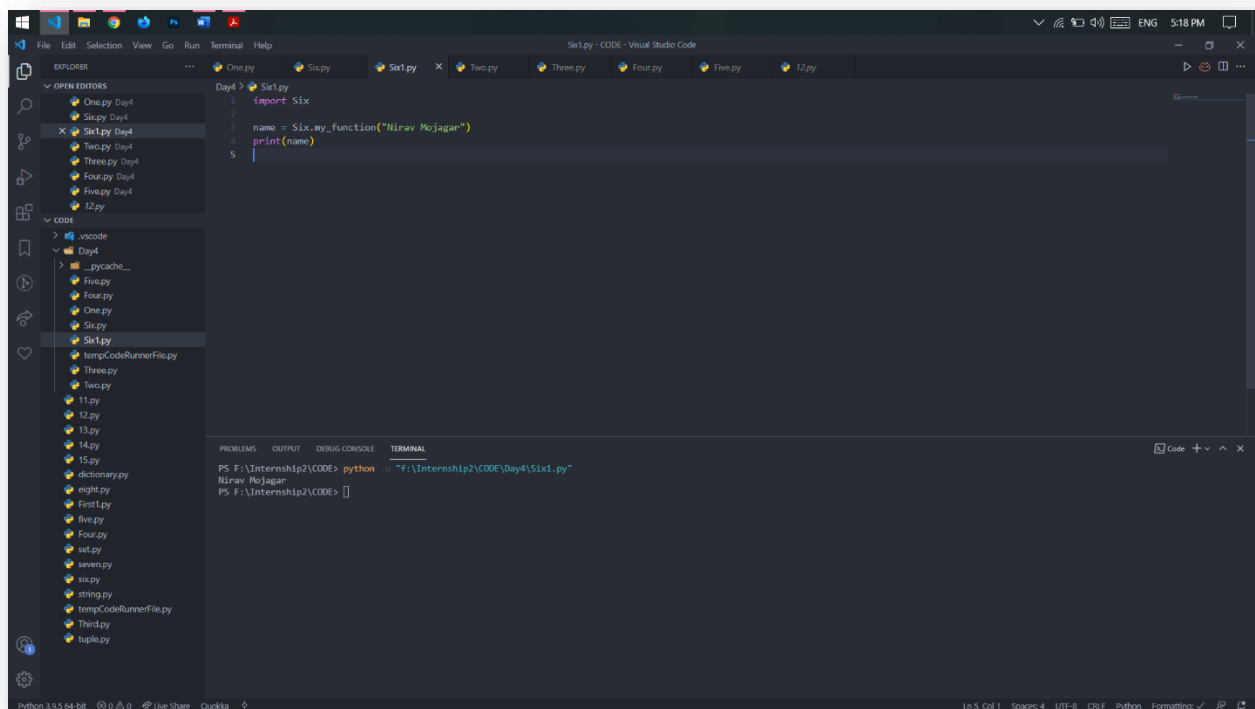 ENG 5:18 PM
File Edit Selection View Go Run Terminal Help Six1.py - CODE - Visual Studio Code
EXPLORER
One.py Six.py Six1.py Two.py Three.py Four.py Five.py 12.py
OPEN EDITORS
One.py Day4
Six.py Day4
Six1.py Day4
Two.py Day4
Three.py Day4
Four.py Day4
Five.py Day4
12.py
CODE
.vscode
Day4
__pycache__
Five.py
Four.py
One.py
Six.py
Six1.py
tempCodeRunnerFile.py
Three.py
Two.py
11.py
12.py
13.py
14.py
15.py
dictionary.py
eight.py
First1.py
five.py
Four.py
set.py
seven.py
six.py
string.py
tempCodeRunnerFile.py
Third.py
tuple.py
Day4 > Six1.py
1 import Six
2
3 name = Six.my_function("Nirav Mojagar")
4 print(name)
5
PROBLEMS OUTPUT DEBUG CONSOLE TERMINAL
Code
PS F:\Internship2\CODE> python -u "f:\Internship2\CODE\Day4\Six1.py"
Nirav Mojagar
PS F:\Internship2\CODE>
Python 3.9.5 64-bit 0 0 Live Share Quokka Ln 5, Col 1 Spaces: 4 UTF-8 CRLF Python Formatting: ✓